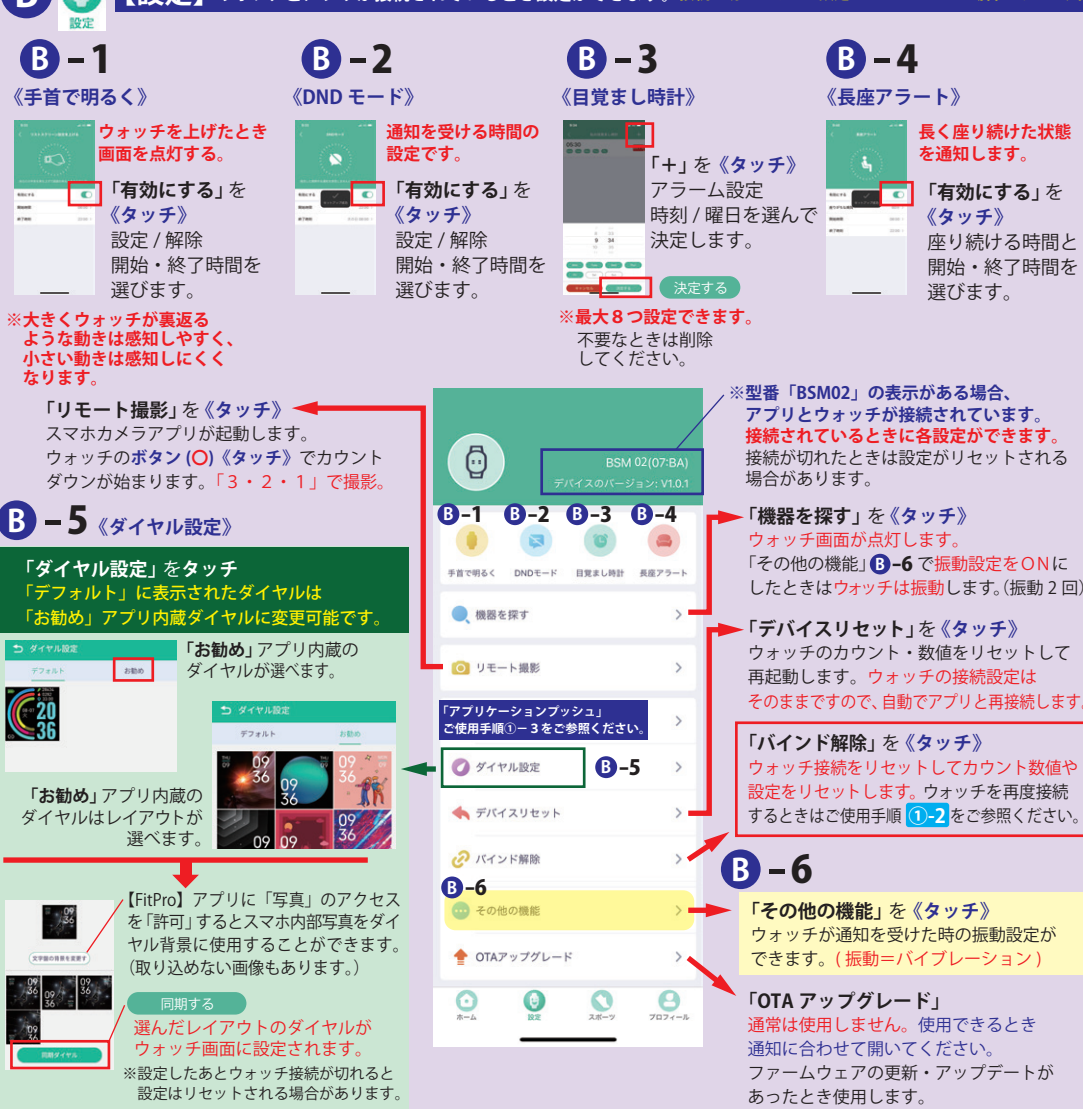 B 設定
B－1
《手首で明るく》
ウォッチを上げたとき
画面を点灯する。
「有効にする」を
《タッチ》
設定 / 解除
開始・終了時間を
選びます。
※大きくウォッチが裏返る
ような動きは感知しやすく、
小さい動きは感知しにくく
なります。
B－2
《DND モード》
通知を受ける時間の
設定です。
「有効にする」を
《タッチ》
設定 / 解除
開始・終了時間を
選びます。
B－3
《目覚まし時計》
「+」を《タッチ》
アラーム設定
時刻 / 曜日を選んで
決定します。
決定する
※最大８つ設定できます。
不要なときは削除
してください。
B－4
《長座アラート》
長く座り続けた状態
を通知します。
「有効にする」を
《タッチ》
座り続ける時間と
開始・終了時間を
選びます。
「リモート撮影」を《タッチ》
スマホカメラアプリが起動します。
ウォッチのボタン (〇)《タッチ》でカウント
ダウンが始まります。「３・２・１」で撮影。
B－5《ダイヤル設定》
「ダイヤル設定」をタッチ
「デフォルト」に表示されたダイヤルは
「お勧め」アプリ内蔵ダイヤルに変更可能です。
ダイヤル設定
デフォルト お勧め
20
36
「お勧め」アプリ内蔵の
ダイヤルが選べます。
ダイヤル設定
デフォルト お勧め
09
36
09
36
09
36
09
09
09
36
「お勧め」アプリ内蔵の
ダイヤルはレイアウトが
選べます。
【FitPro】アプリに「写真」のアクセス
を「許可」するとスマホ内部写真をダイ
ヤル背景に使用することができます。
（取り込めない画像もあります。）
09
36
文字盤の背景を変更す
09
36
09
36
09
36
09
36
同期ダイヤル
同期する
選んだレイアウトのダイヤルが
ウォッチ画面に設定されます。
※設定したあとウォッチ接続が切れると
設定はリセットされる場合があります。
BSM 02(07:BA)
デバイスのバージョン: V1.0.1
B－1 B－2 B－3 B－4
手首で明るく DNDモード 目覚まし時計 長座アラート
機器を探す
リモート撮影
「アプリケーションプッシュ」
ご使用手順①－３をご参照ください。
ダイヤル設定 B－5
デバイスリセット
バインド解除
B－6
その他の機能
OTAアップグレード
ホーム 設定 スポーツ プロフィール
※型番「BSM02」の表示がある場合、
アプリとウォッチが接続されています。
接続されているときに各設定ができます。
接続が切れたときは設定がリセットされる
場合があります。
「機器を探す」を《タッチ》
ウォッチ画面が点灯します。
「その他の機能」B－6 で振動設定をＯＮに
したときはウォッチは振動します。（振動 2 回）
「デバイスリセット」を《タッチ》
ウォッチのカウント・数値をリセットして
再起動します。ウォッチの接続設定は
そのままですので、自動でアプリと再接続します。
「バインド解除」を《タッチ》
ウォッチ接続をリセットしてカウント数値や
設定をリセットします。ウォッチを再度接続
するときはご使用手順 ①-2 をご参照ください。
B－6
「その他の機能」を《タッチ》
ウォッチが通知を受けた時の振動設定が
できます。( 振動＝バイブレーション )
「OTA アップグレード」
通常は使用しません。使用できるとき
通知に合わせて開いてください。
ファームウェアの更新・アップデートが
あったとき使用します。